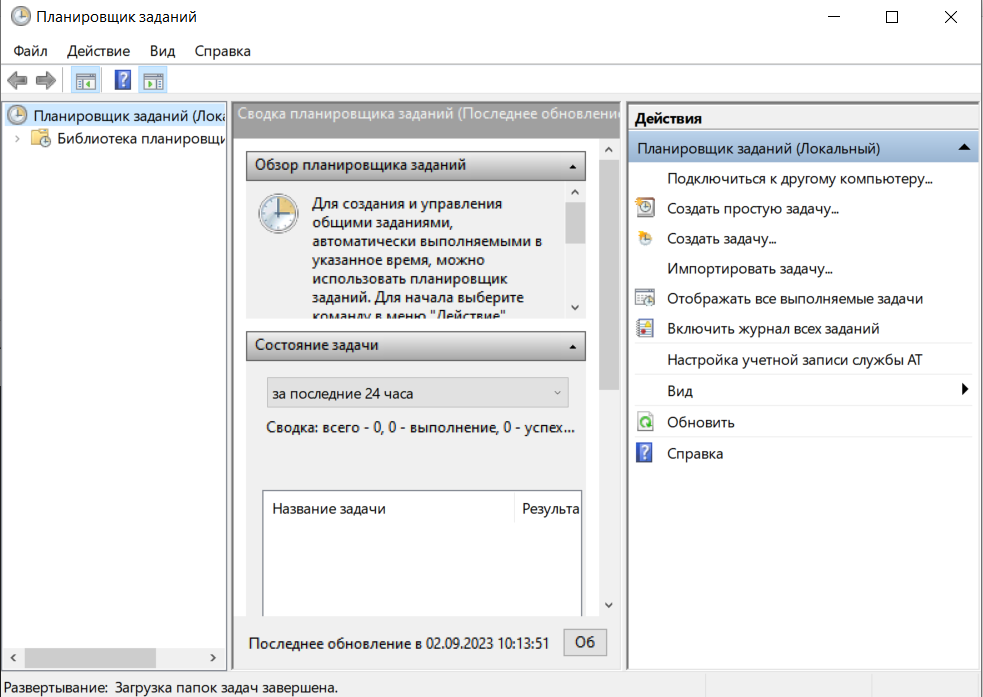 Планировщик заданий
Файл Действие Вид Справка
Планировщик заданий (Лока
Библиотека планировщи
Сводка планировщика заданий (Последнее обновлени
Обзор планировщика заданий
Для создания и управления
общими заданиями,
автоматически выполняемыми в
указанное время, можно
использовать планировщик
заданий. Для начала выберите
команду в меню "Действие"
Состояние задачи
за последние 24 часа
Сводка: всего - 0, 0 - выполнение, 0 - успех...
Название задачи Результа
Последнее обновление в 02.09.2023 10:13:51 Об
Действия
Планировщик заданий (Локальный)
Подключиться к другому компьютеру...
Создать простую задачу...
Создать задачу...
Импортировать задачу...
Отображать все выполняемые задачи
Включить журнал всех заданий
Настройка учетной записи службы AT
Вид
Обновить
Справка
Развертывание: Загрузка папок задач завершена.